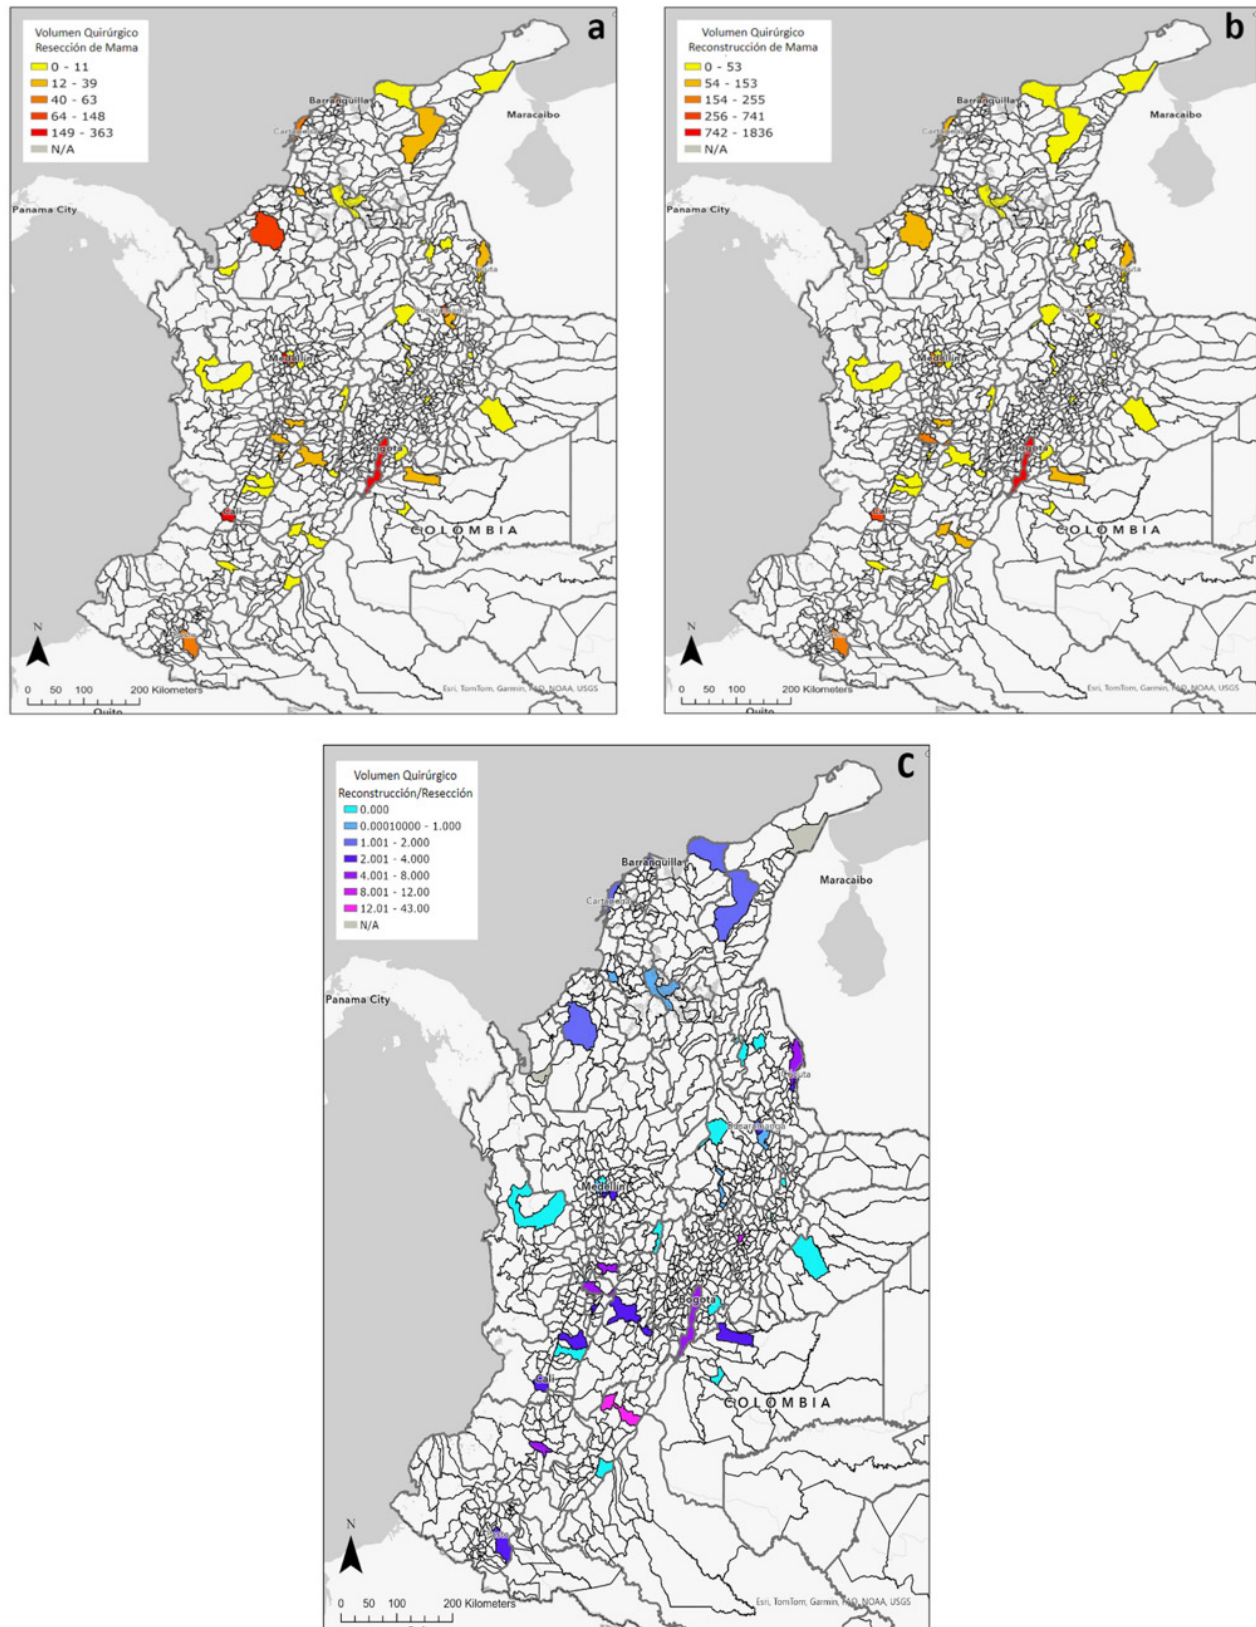 a
Volumen Quirúrgico
Resección de Mama
0 - 11
12 - 39
40 - 63
64 - 148
149 - 363
N/A
Barranquilla
Cartagena
Maracaibo
Panama City
Medellín
Bogota
Cali
COLOMBIA
N
0 50 100 200 Kilometers
Esri, TomTom, Garmin, FAO, NOAA, USGS
Quito
b
Volumen Quirúrgico
Reconstrucción de Mama
0 - 53
54 - 153
154 - 255
256 - 741
742 - 1836
N/A
Barranquilla
Cartagena
Maracaibo
Panama City
Medellín
Bogota
Cali
COLOMBIA
N
0 50 100 200 Kilometers
Esri, TomTom, Garmin, FAO, NOAA, USGS
Quito
c
Volumen Quirúrgico
Reconstrucción/Resección
0.000
0.00010000 - 1.000
1.001 - 2.000
2.001 - 4.000
4.001 - 8.000
8.001 - 12.00
12.01 - 43.00
N/A
Barranquilla
Cartagena
Maracaibo
Panama City
Bucaramanga
Medellín
Bogota
Cali
COLOMBIA
N
0 50 100 200 Kilometers
Esri, TomTom, Garmin, FAO, NOAA, USGS